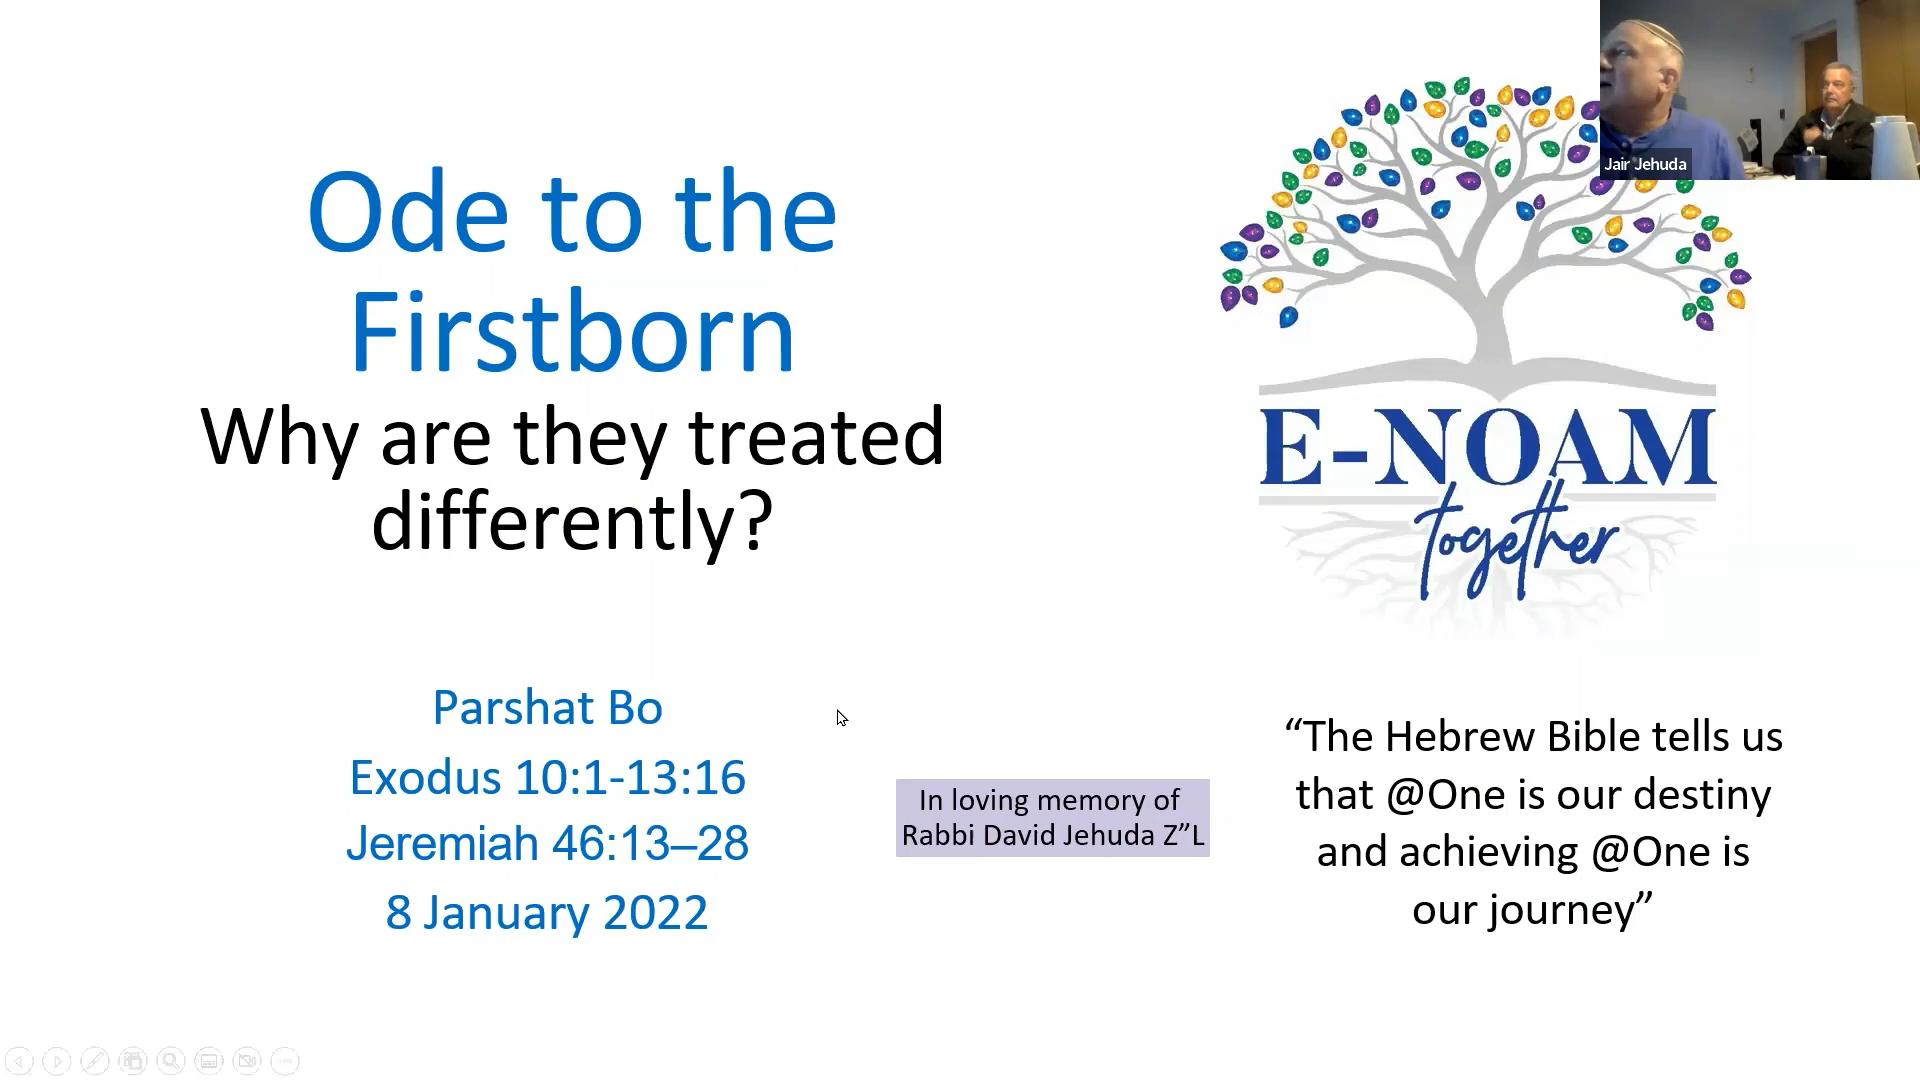 Ode to the
Firstborn
Why are they treated
differently?
Parshat Bo
Exodus 10:1-13:16
Jeremiah 46:13–28
8 January 2022
In loving memory of
Rabbi David Jehuda Z”L
Jair Jehuda
E-NOAM
together
“The Hebrew Bible tells us
that @One is our destiny
and achieving @One is
our journey”